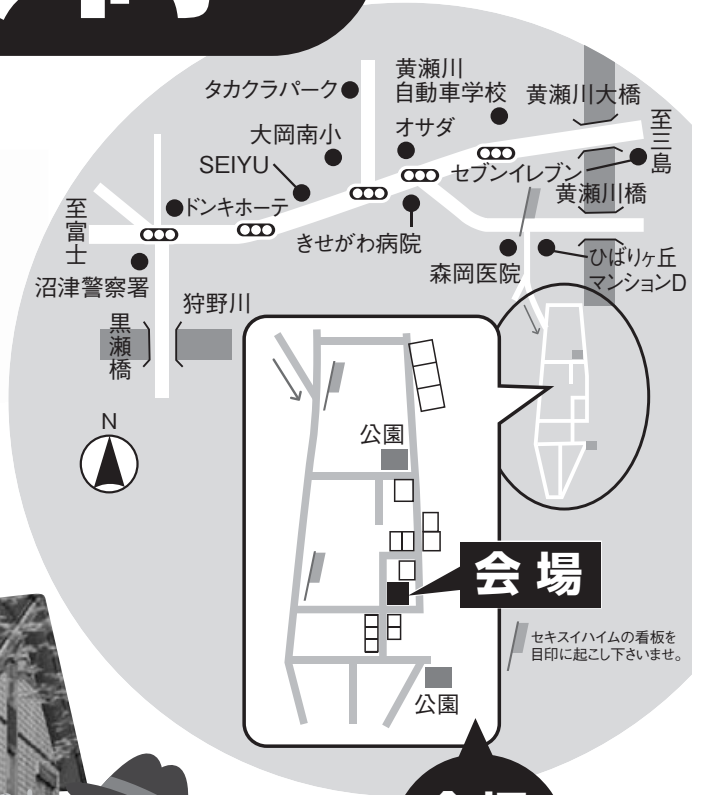 タカクラパーク
黄瀬川
自動車学校
黄瀬川大橋
大岡南小
オサダ
至三島
SEIYU
セブンイレブン
黄瀬川橋
至富士
ドンキホーテ
きせがわ病院
森岡医院
ひばりヶ丘
マンションD
沼津警察署
狩野川
黒瀬橋
N
公園
会場
セキスイハイムの看板を
目印に起こし下さいませ。
公園
会場